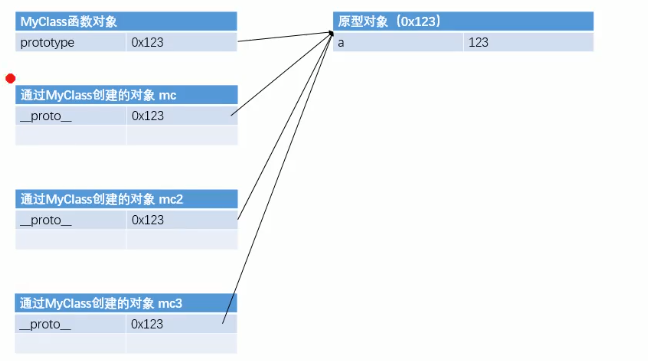 MyClass函数对象
prototype 0x123
原型对象（0x123）
a 123
通过MyClass创建的对象 mc
__proto__ 0x123
通过MyClass创建的对象 mc2
__proto__ 0x123
通过MyClass创建的对象 mc3
__proto__ 0x123